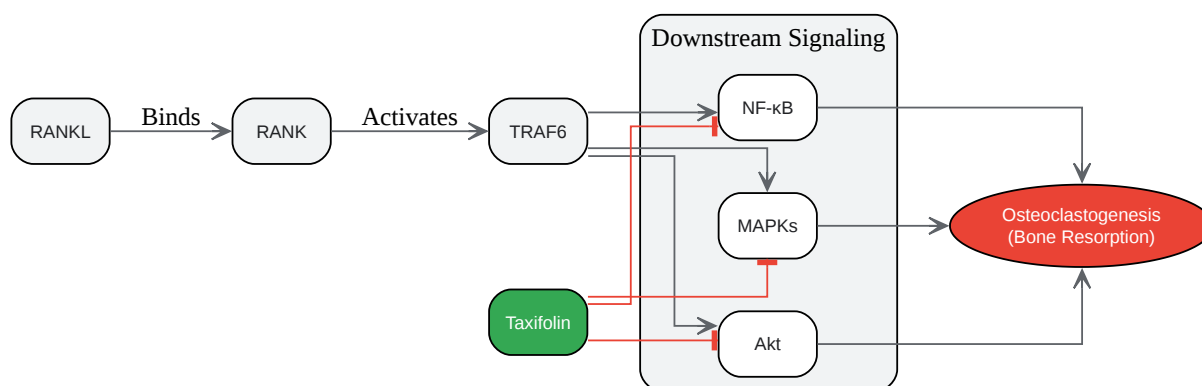 Downstream Signaling
RANKL
Binds
RANK
Activates
TRAF6
NF-κB
MAPKs
Osteoclastogenesis
(Bone Resorption)
Taxifolin
Akt